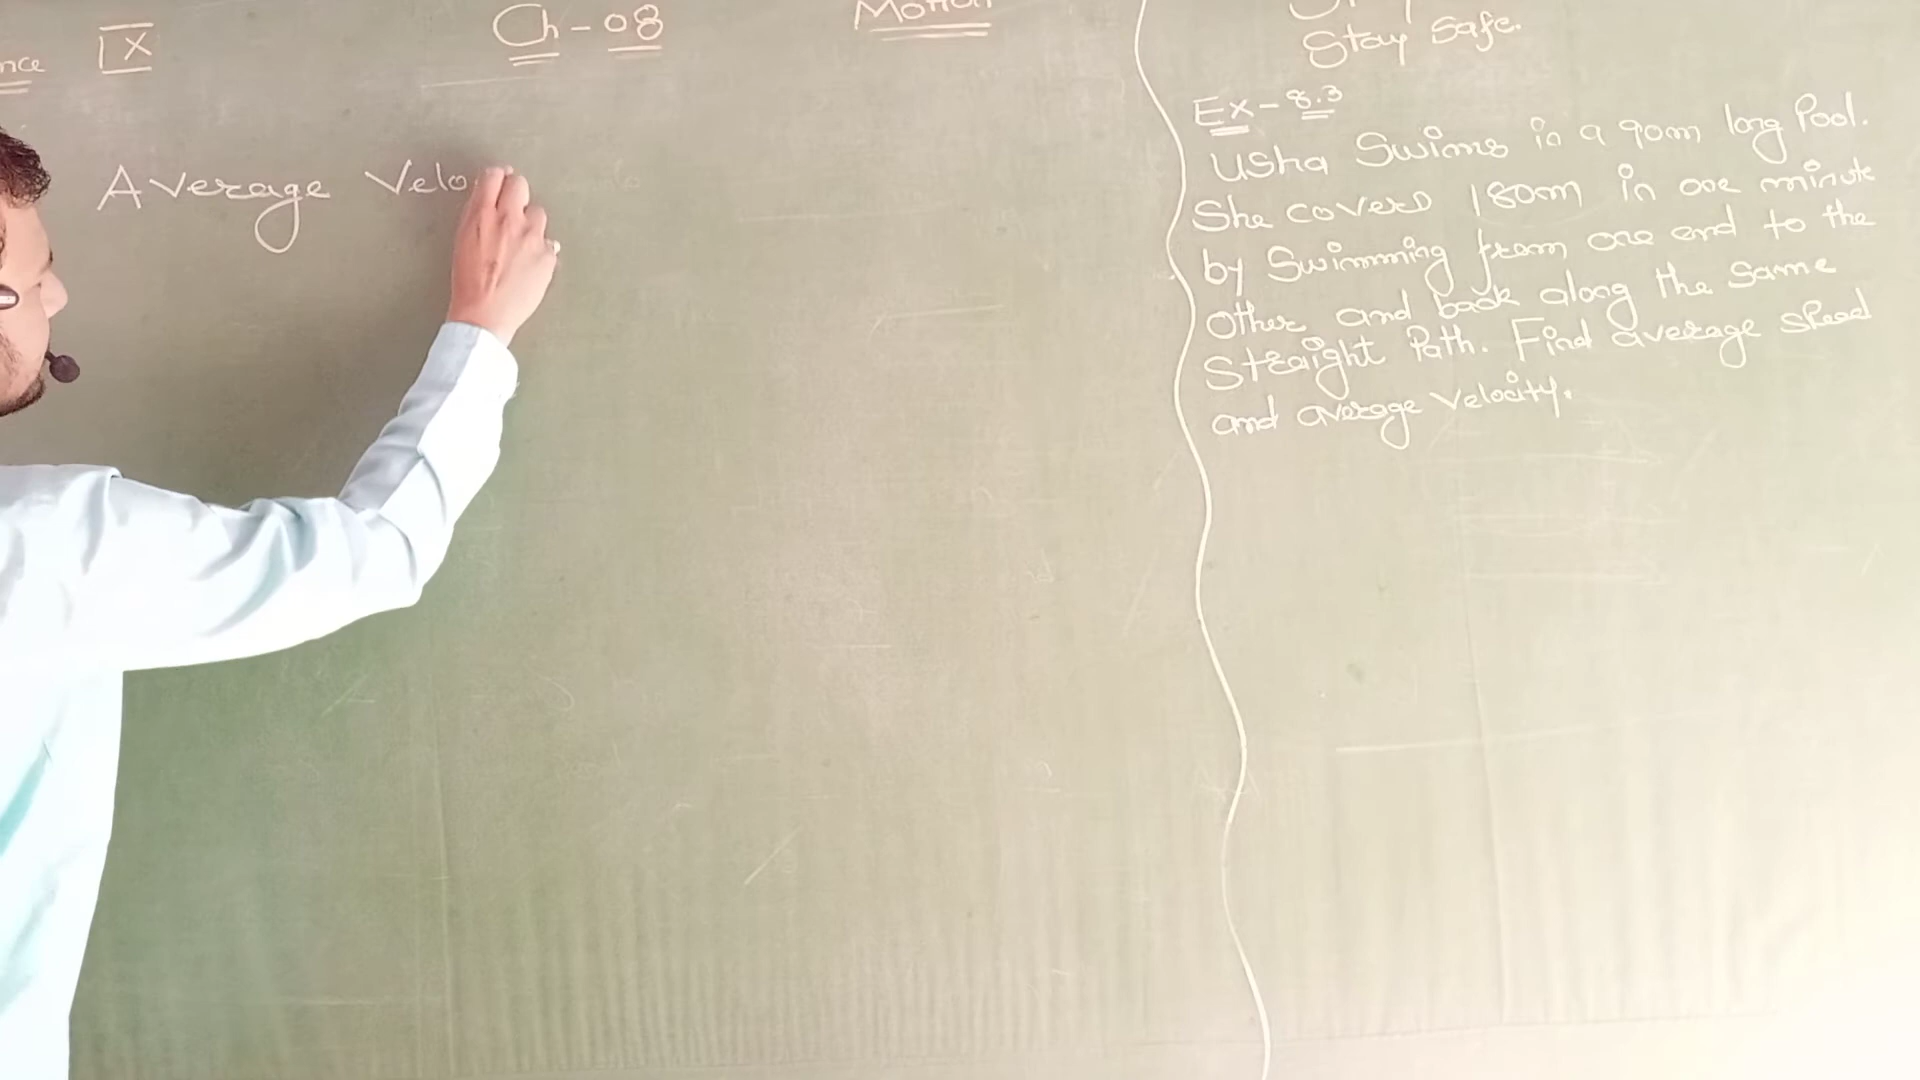 IX
Ch-08
Motion
Average Velo
Stay safe.
Ex-8.3
Usha Swims in a 90m long Pool.
She covers 180m in one minute
by Swimming from one end to the
other and back along the same
Straight Path. Find average speed
and average velocity.